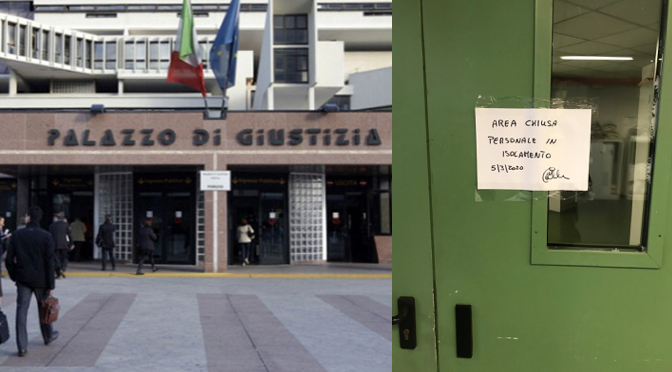 PALAZZO DI GIUSTIZIA
AREA CHIUSA
PERSONALE IN
ISOLAMENTO
5/3/2020